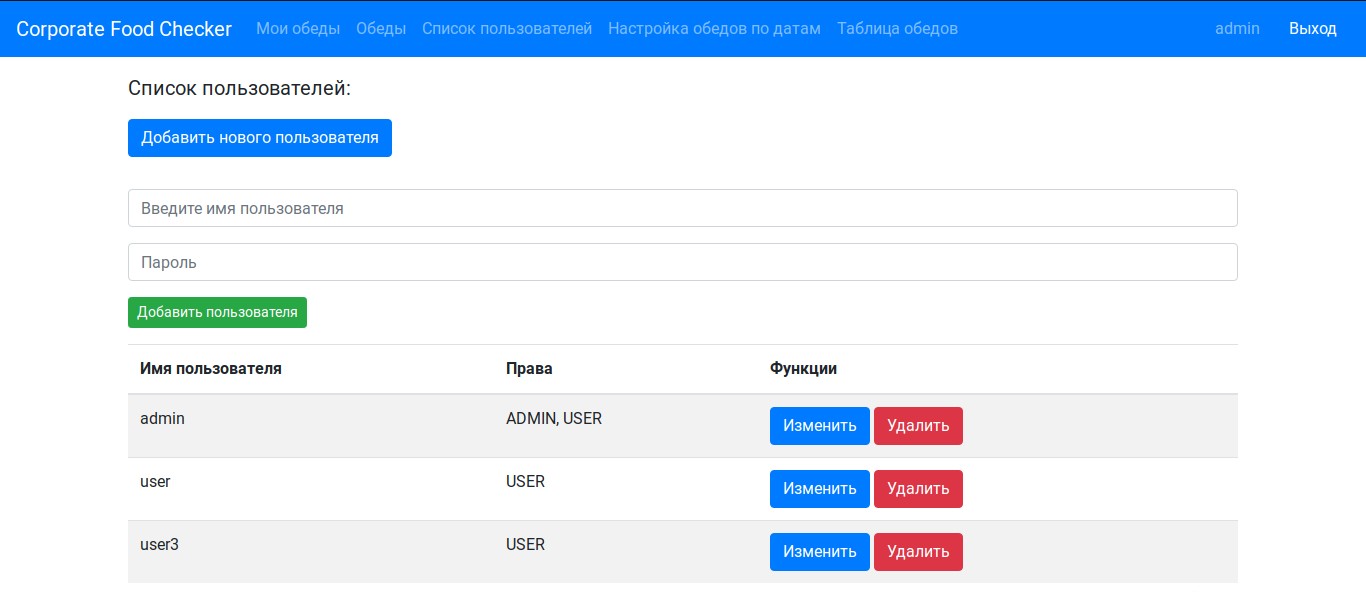 Corporate Food Checker Мои обеды Обеды Список пользователей Настройка обедов по датам Таблица обедов admin Выход
Список пользователей:
Добавить нового пользователя
Введите имя пользователя
Пароль
Добавить пользователя
Имя пользователя Права Функции
admin ADMIN, USER Изменить Удалить
user USER Изменить Удалить
user3 USER Изменить Удалить